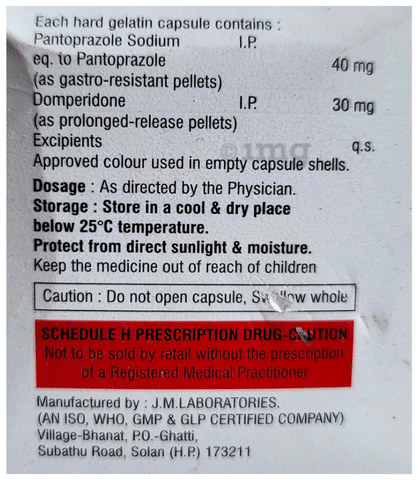 Each hard gelatin capsule contains :
Pantoprazole Sodium I.P.
eq. to Pantoprazole 40 mg
(as gastro-resistant pellets)
Domperidone I.P. 30 mg
(as prolonged-release pellets)
Excipients q.s.
Approved colour used in empty capsule shells.
Dosage : As directed by the Physician.
Storage : Store in a cool & dry place
below 25°C temperature.
Protect from direct sunlight & moisture.
Keep the medicine out of reach of children
Caution : Do not open capsule, Swallow whole
SCHEDULE H PRESCRIPTION DRUG-CAUTION
Not to be sold by retail without the prescription
of a Registered Medical Practitioner
Manufactured by : J.M.LABORATORIES.
(AN ISO, WHO, GMP & GLP CERTIFIED COMPANY)
Village-Bhanat, P.O.-Ghatti,
Subathu Road, Solan (H.P.) 173211